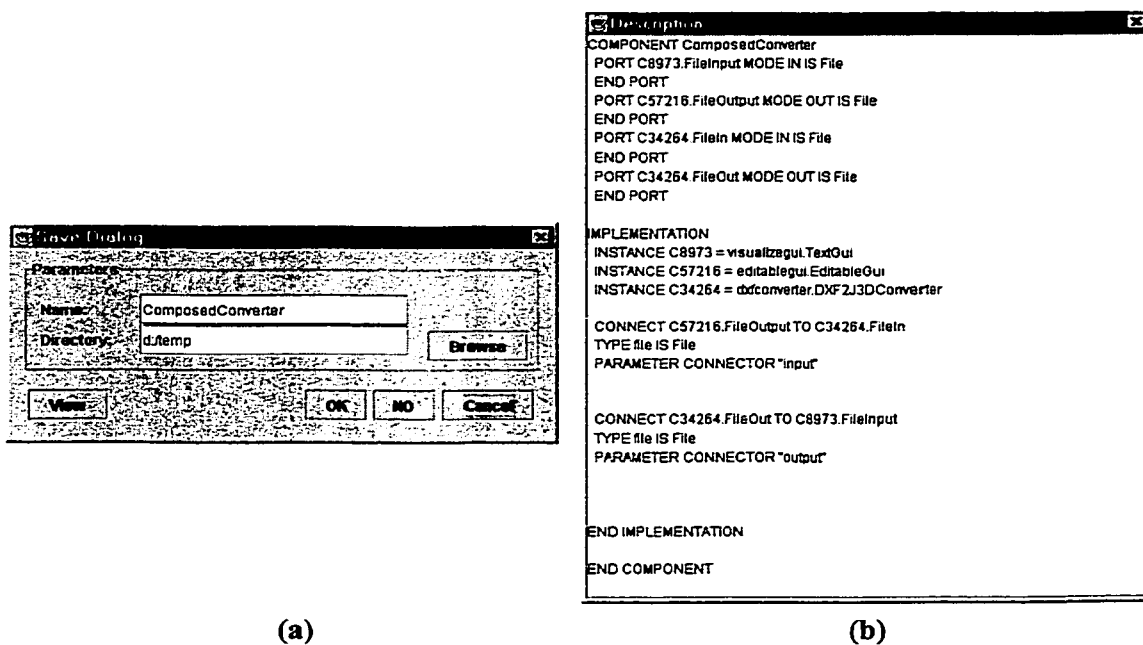 Save Dialog
Parameters
Name:
ComposedConverter
Directory:
d:/temp
Browse
View
OK
NO
Cancel
(a)
Description
COMPONENT ComposedConverter
PORT C8973.FileInput MODE IN IS File
END PORT
PORT C57216.FileOutput MODE OUT IS File
END PORT
PORT C34264.FileIn MODE IN IS File
END PORT
PORT C34264.FileOut MODE OUT IS File
END PORT
IMPLEMENTATION
INSTANCE C8973 = visualizegui.TextGui
INSTANCE C57216 = editablegui.EditableGui
INSTANCE C34264 = dxfconverter.DXF2J3DConverter
CONNECT C57216.FileOutput TO C34264.FileIn
TYPE file IS File
PARAMETER CONNECTOR "input"
CONNECT C34264.FileOut TO C8973.FileInput
TYPE file IS File
PARAMETER CONNECTOR "output"
END IMPLEMENTATION
END COMPONENT
(b)